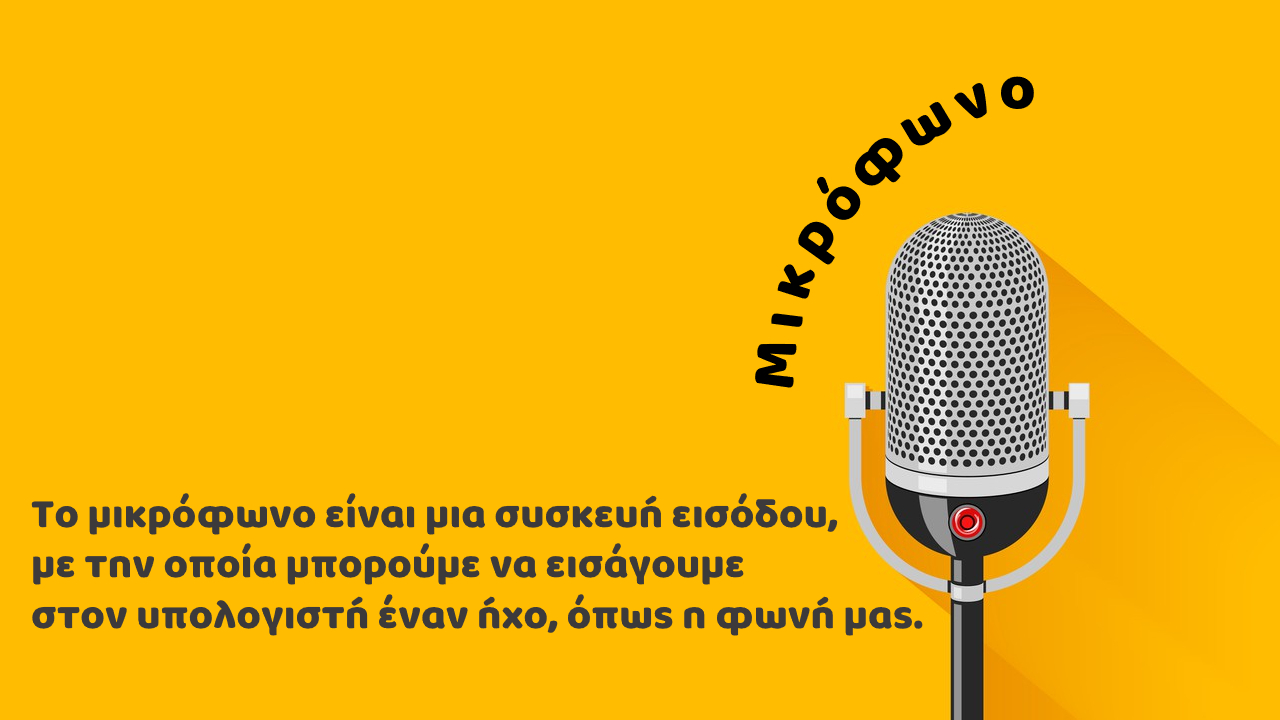 Μικρόφωνο
Το μικρόφωνο είναι μια συσκευή εισόδου,
με την οποία μπορούμε να εισάγουμε
στον υπολογιστή έναν ήχο, όπως η φωνή μας.